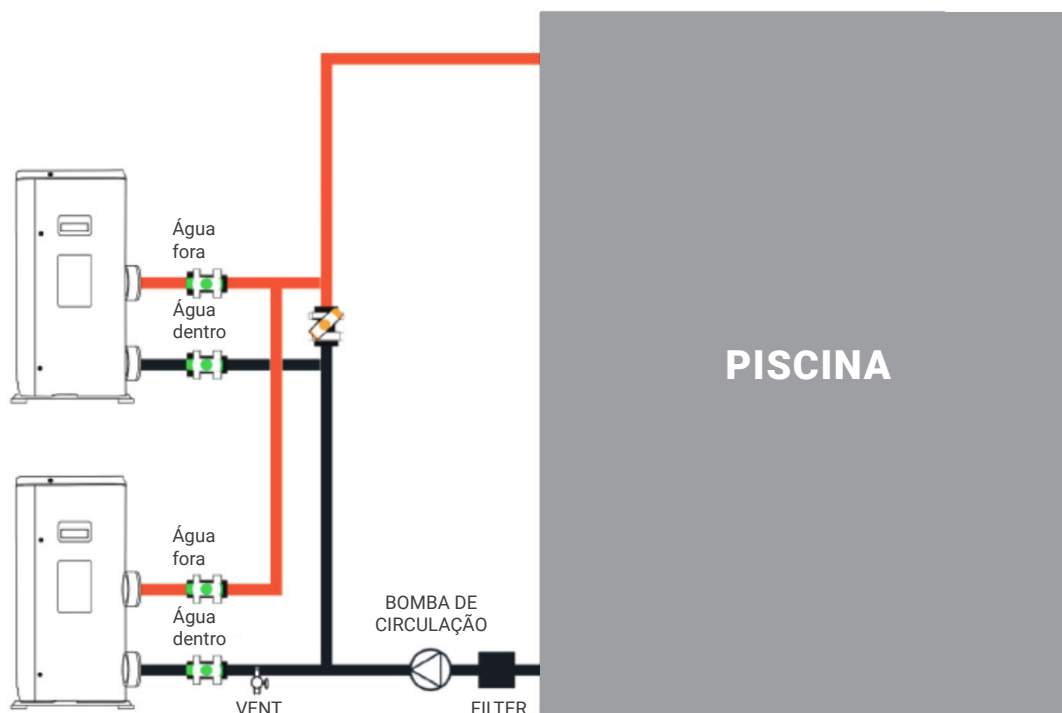 Água
fora
Água
dentro
PISCINA
Água
fora
Água
dentro
BOMBA DE
CIRCULAÇÃO
VENT
FILTER